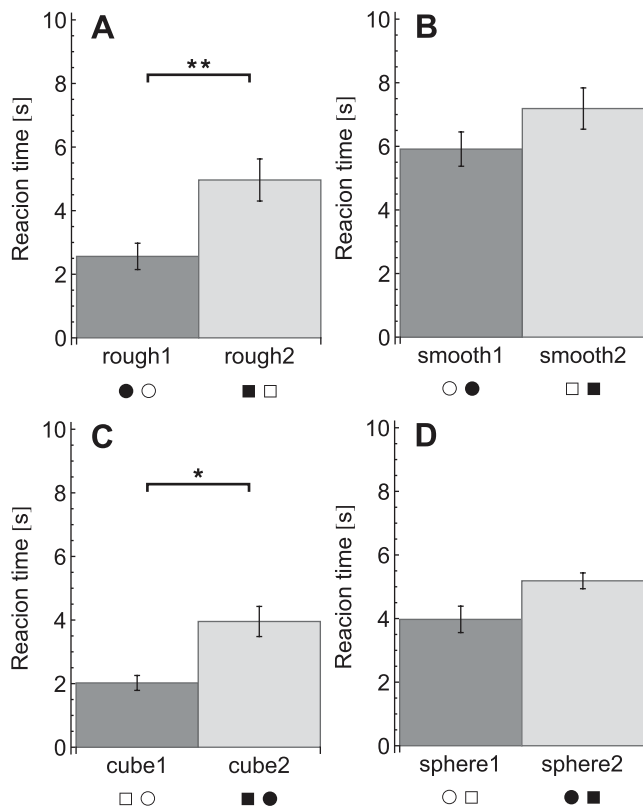 A
**
Reacion time [s]
10
8
6
4
2
0
rough1 rough2
B
Reacion time [s]
10
8
6
4
2
0
smooth1 smooth2
C
*
Reacion time [s]
10
8
6
4
2
0
cube1 cube2
D
Reacion time [s]
10
8
6
4
2
0
sphere1 sphere2